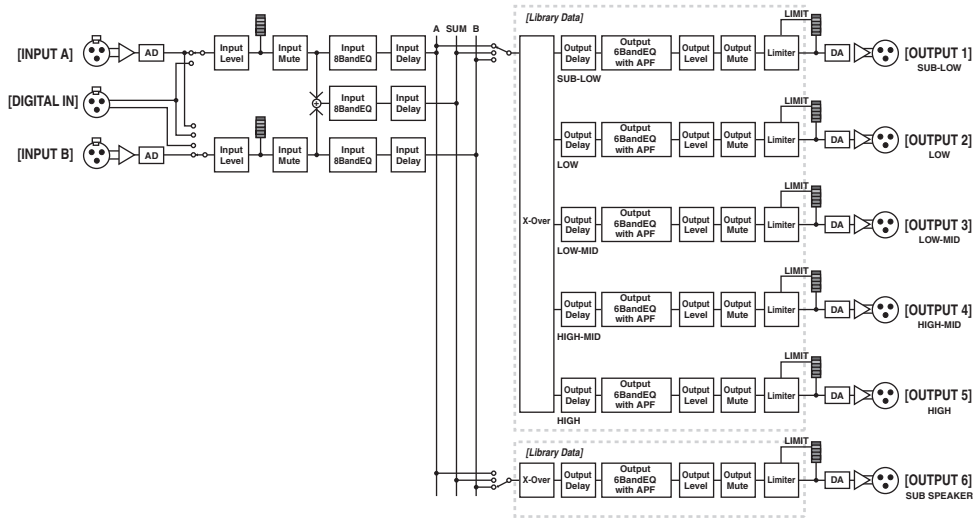 [Library Data]
A SUM B
LIMIT
[INPUT A]
AD
Input Level
Input Mute
Input 8BandEQ
Input Delay
Output Delay
Output 6BandEQ with APF
Output Level
Output Mute
Limiter
DA
[OUTPUT 1]
SUB-LOW
SUB-LOW
[DIGITAL IN]
Input 8BandEQ
Input Delay
LIMIT
[INPUT B]
AD
Input Level
Input Mute
Input 8BandEQ
Input Delay
Output Delay
Output 6BandEQ with APF
Output Level
Output Mute
Limiter
DA
[OUTPUT 2]
LOW
LOW
LIMIT
X-Over
Output Delay
Output 6BandEQ with APF
Output Level
Output Mute
Limiter
DA
[OUTPUT 3]
LOW-MID
LOW-MID
LIMIT
Output Delay
Output 6BandEQ with APF
Output Level
Output Mute
Limiter
DA
[OUTPUT 4]
HIGH-MID
HIGH-MID
LIMIT
Output Delay
Output 6BandEQ with APF
Output Level
Output Mute
Limiter
DA
[OUTPUT 5]
HIGH
HIGH
LIMIT
[Library Data]
X-Over
Output Delay
Output 6BandEQ with APF
Output Level
Output Mute
Limiter
DA
[OUTPUT 6]
SUB SPEAKER